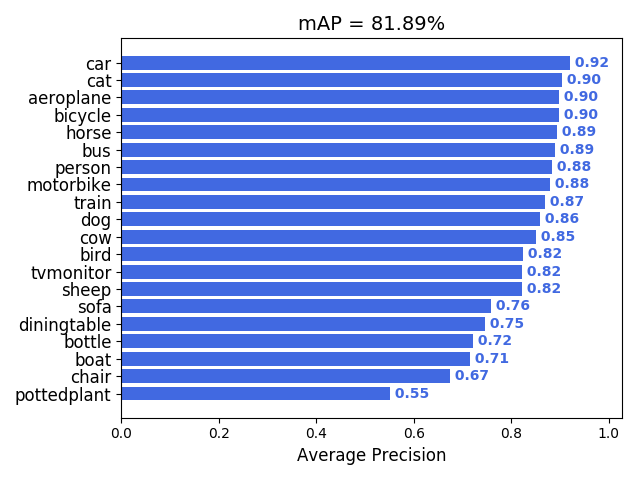 mAP = 81.89%
car 0.92
cat 0.90
aeroplane 0.90
bicycle 0.90
horse 0.89
bus 0.89
person 0.88
motorbike 0.88
train 0.87
dog 0.86
cow 0.85
bird 0.82
tvmonitor 0.82
sheep 0.82
sofa 0.76
diningtable 0.75
bottle 0.72
boat 0.71
chair 0.67
pottedplant 0.55
0.0 0.2 0.4 0.6 0.8 1.0
Average Precision